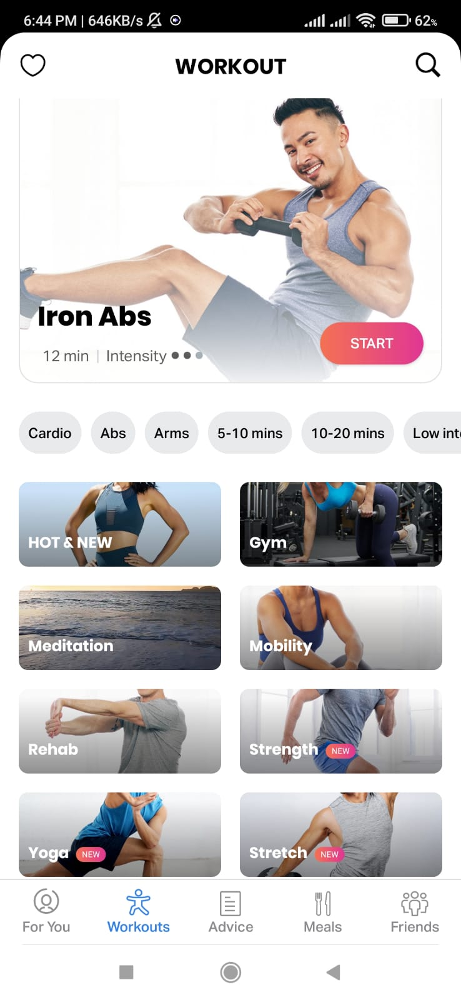 6:44 PM | 646KB/s 62%
WORKOUT
Iron Abs
12 min | Intensity
START
Cardio Abs Arms 5-10 mins 10-20 mins Low int
HOT & NEW Gym
Meditation Mobility
Rehab Strength NEW
Yoga NEW Stretch NEW
For You Workouts Advice Meals Friends